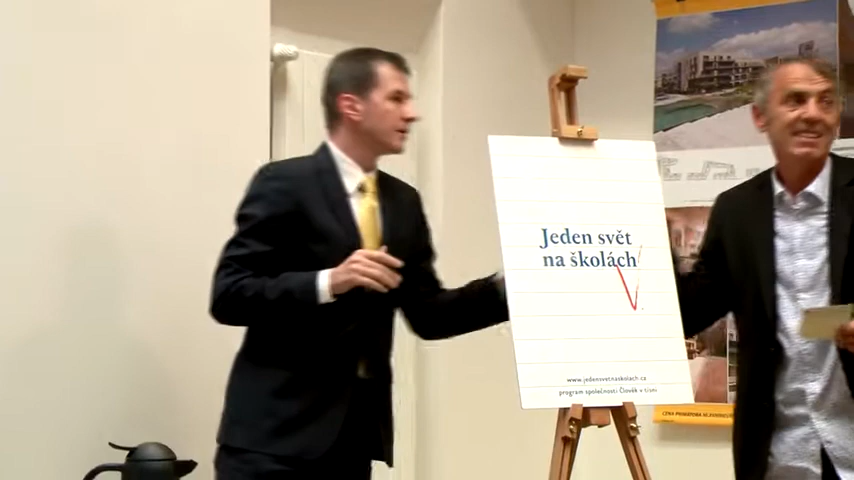 Jeden svět
na školách
www.jedensvetnaskolach.cz
program společnosti Člověk v tísni